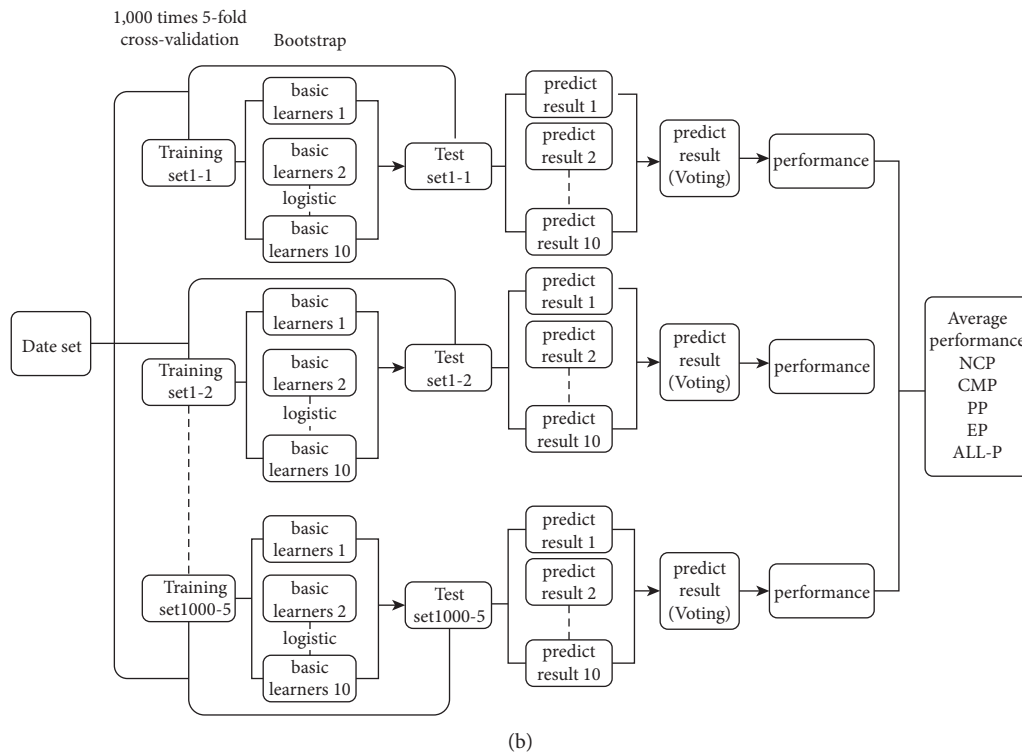 1,000 times 5-fold
cross-validation
Bootstrap
basic
learners 1
basic
learners 2
logistic
basic
learners 10
Training
set1-1
Test
set1-1
predict
result 1
predict
result 2
predict
result 10
predict
result
(Voting)
performance
Date set
basic
learners 1
basic
learners 2
logistic
basic
learners 10
Training
set1-2
Test
set1-2
predict
result 1
predict
result 2
predict
result 10
predict
result
(Voting)
performance
Average
performance
NCP
CMP
PP
EP
ALL-P
basic
learners 1
basic
learners 2
logistic
basic
learners 10
Training
set1000-5
Test
set1000-5
predict
result 1
predict
result 2
predict
result 10
predict
result
(Voting)
performance
(b)